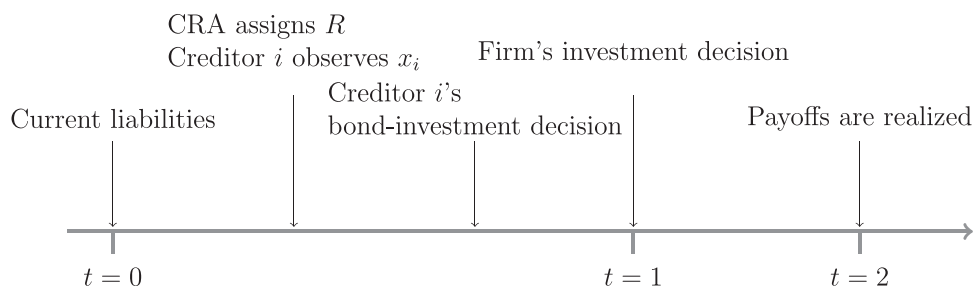 CRA assigns R
Creditor i observes x_i
Firm's investment decision
Creditor i's
bond-investment decision
Current liabilities
Payoffs are realized
t = 0
t = 1
t = 2